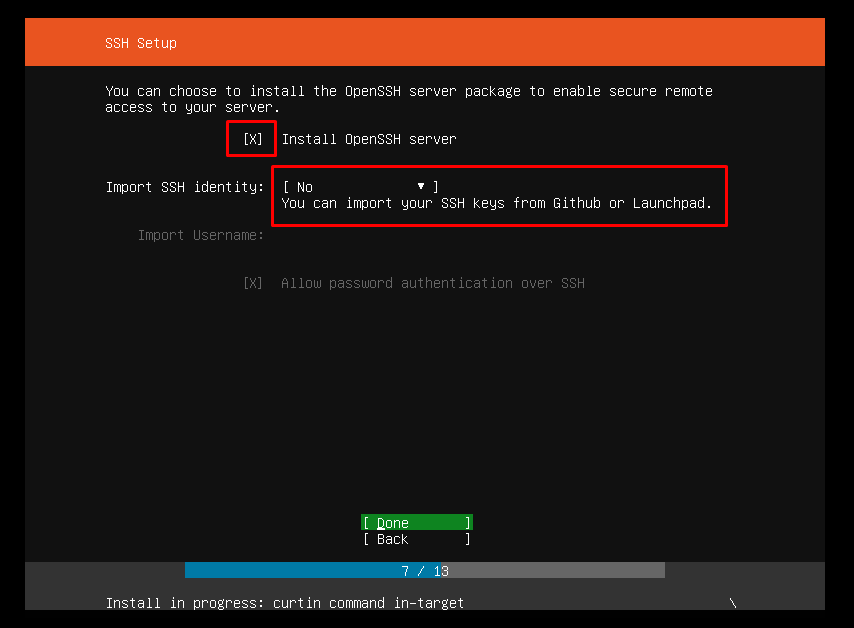 SSH Setup
You can choose to install the OpenSSH server package to enable secure remote
access to your server.
[X] Install OpenSSH server
Import SSH identity: [ No ▼ ]
You can import your SSH keys from Github or Launchpad.
Import Username:
[X] Allow password authentication over SSH
[ Done ]
[ Back ]
7 / 13
Install in progress: curtin command in-target \